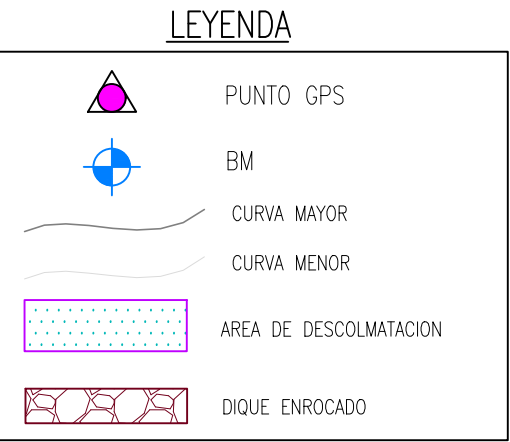 LEYENDA
PUNTO GPS
BM
CURVA MAYOR
CURVA MENOR
AREA DE DESCOLMATACION
DIQUE ENROCADO